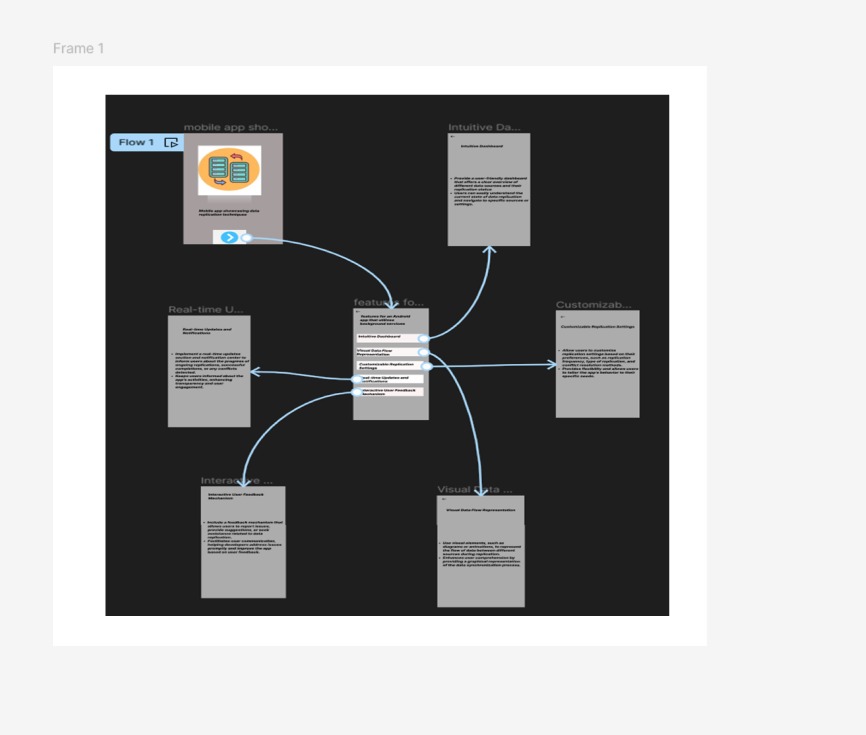 Frame 1
mobile app sho...
Flow 1
Mobile app showcasing data
replication techniques
Intuitive Da...
←
Intuitive Dashboard
• Provide a user-friendly dashboard
that offers a clear overview of
different data sources and their
replication status.
• Users can easily understand the
current state of data replication
and navigate to specific sources or
settings.
features fo...
←
features for an Android
app that utilizes
background services
Intuitive Dashboard
Visual Data Flow
Representation
Customizable Replication
Settings
Real-time Updates and
Notifications
Interactive User Feedback
Mechanism
Real-time U...
Real-time Updates and
Notifications
• Implement a real-time updates
section and notification center to
inform users about the progress of
ongoing replications, successful
completions, or any conflicts
detected.
• Keeps users informed about the
app's activities, enhancing
transparency and user
engagement.
Customizab...
←
Customizable Replication Settings
• Allow users to customize
replication settings based on their
preferences, such as replication
frequency, type of replication, and
conflict resolution methods.
• Provides flexibility and allows users
to tailor the app's behavior to their
specific needs.
Interactive ...
Interactive User Feedback
Mechanism
• Include a feedback mechanism that
allows users to report issues,
provide suggestions, or seek
assistance related to data
replication.
• Facilitates user communication,
helping developers address issues
promptly and improve the app
based on user feedback.
Visual Data ...
←
Visual Data Flow Representation
• Use visual elements, such as
diagrams or animations, to represent
the flow of data between different
sources during replication.
• Enhances user comprehension by
providing a graphical representation
of the data synchronization process.